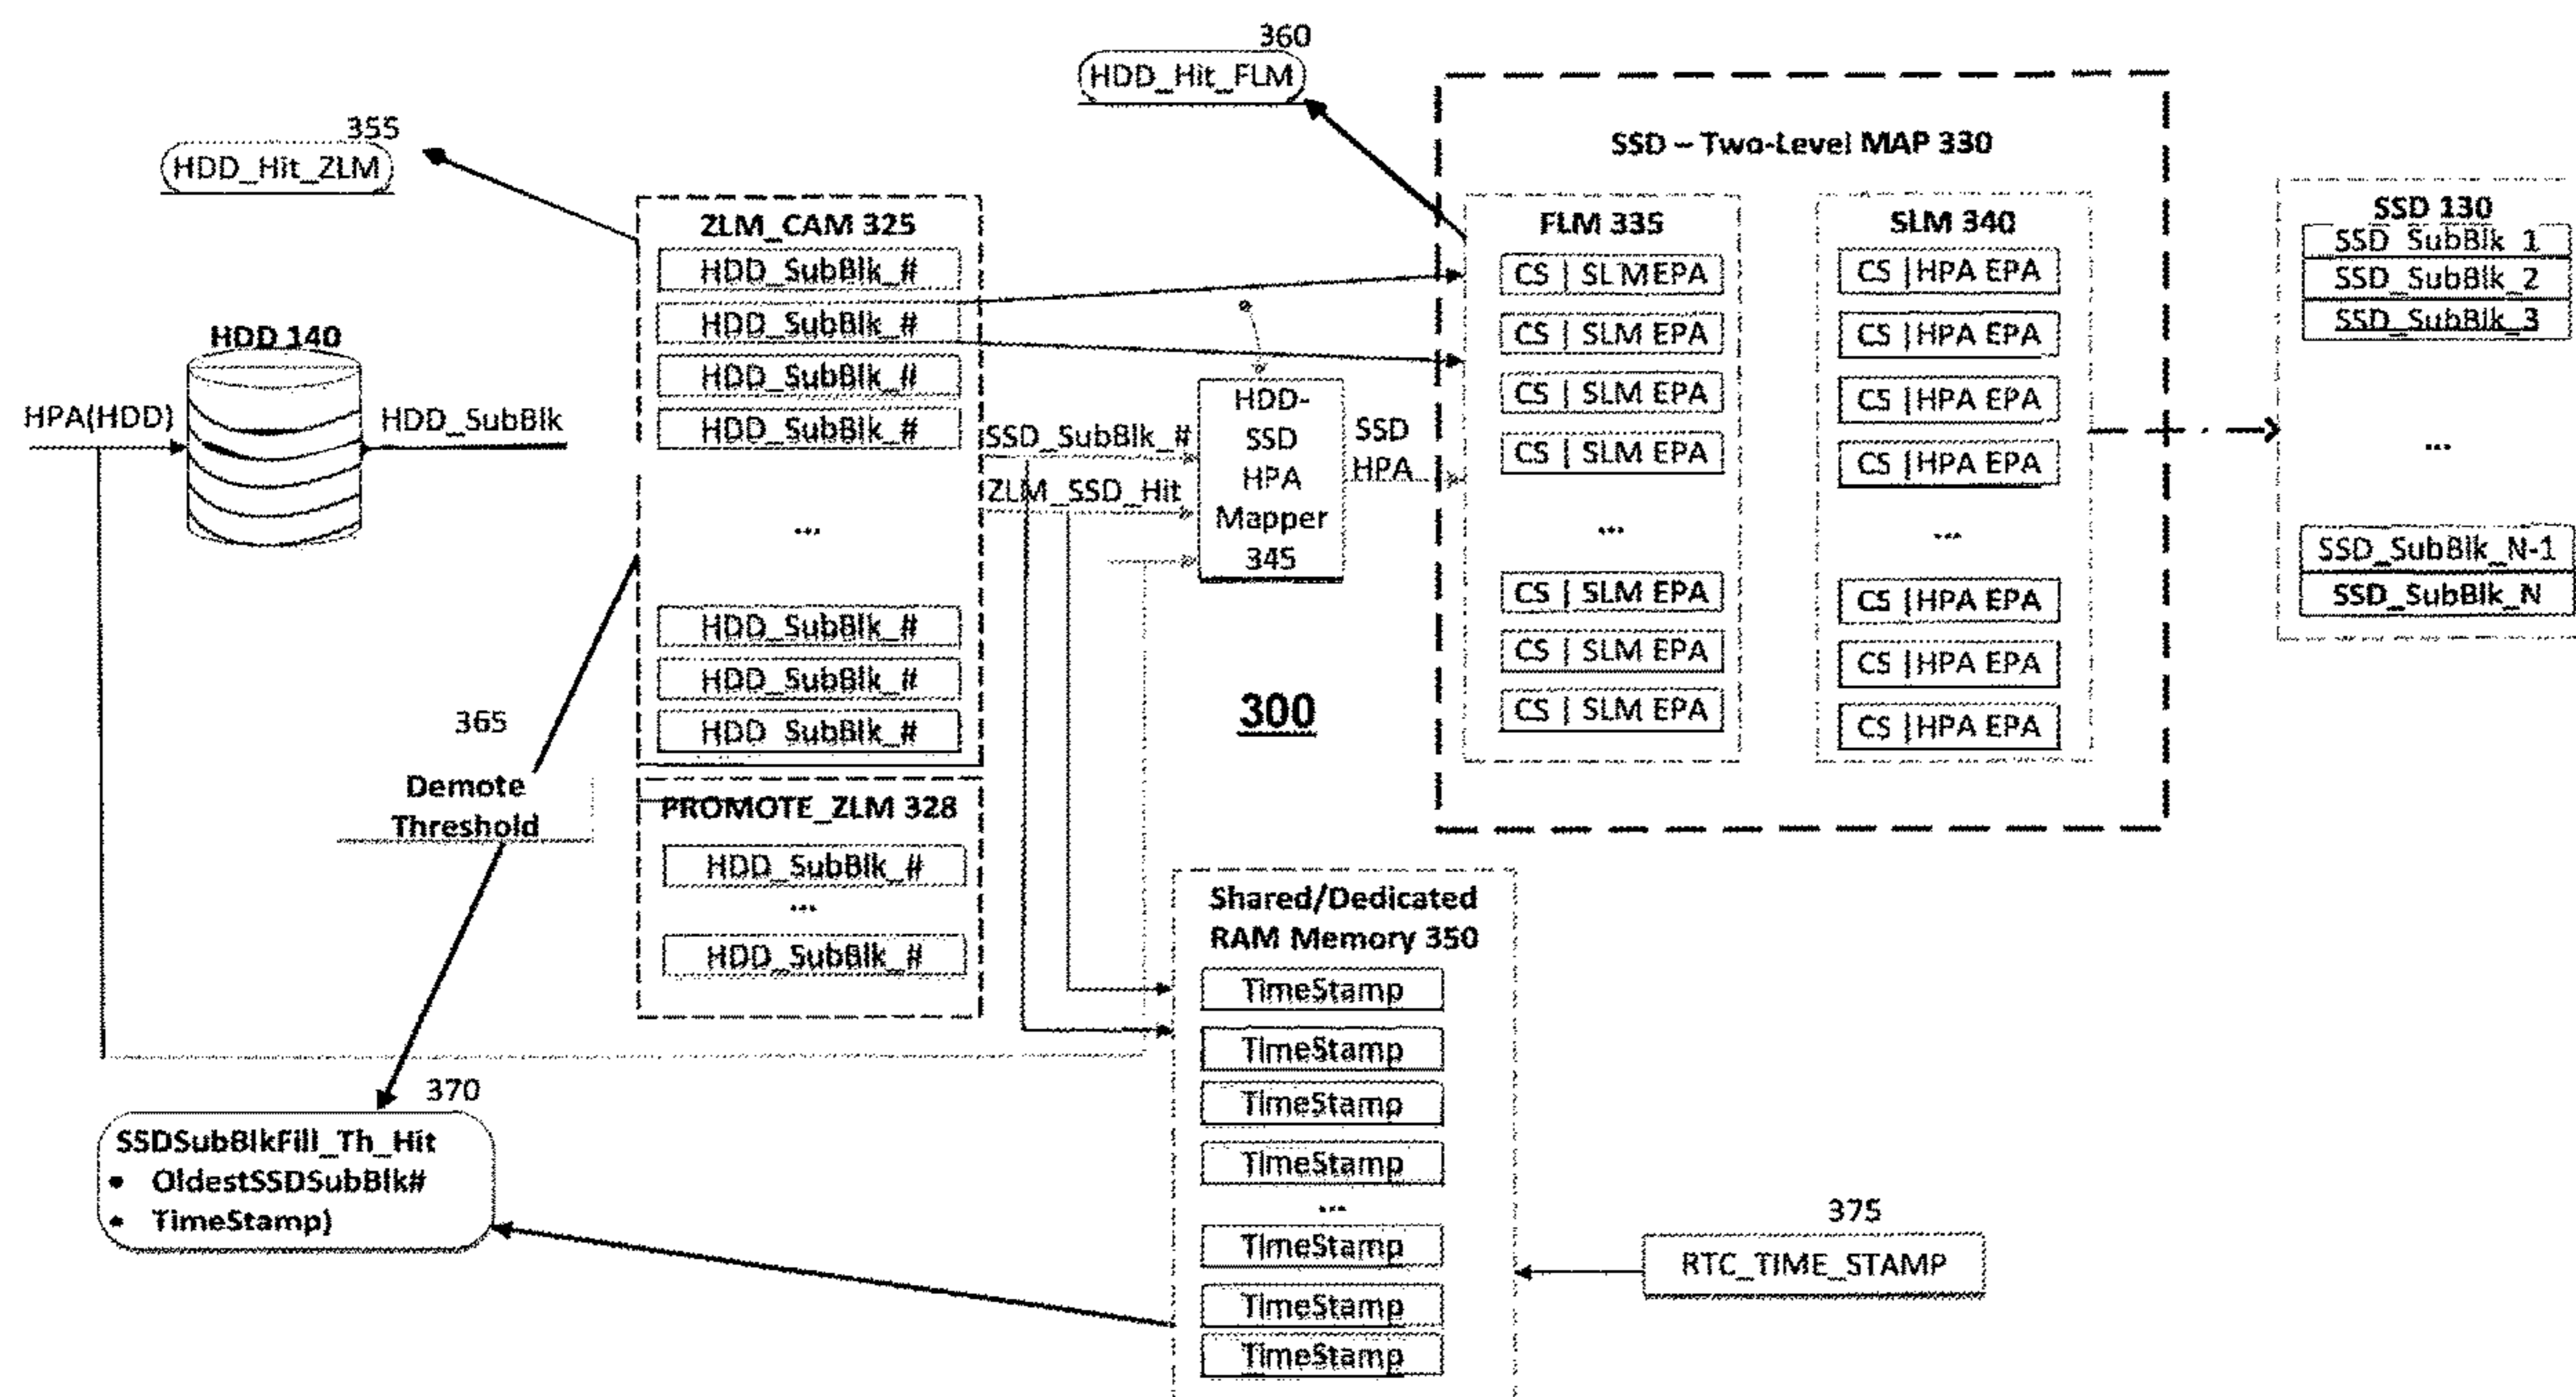 360
HDD_Hit_FLM
355
HDD_Hit_ZLM
HPA(HDD)
HDD 140
HDD_SubBlk
ZLM_CAM 325
HDD_SubBlk_#
HDD_SubBlk_#
HDD_SubBlk_#
HDD_SubBlk_#
...
HDD_SubBlk_#
HDD_SubBlk_#
HDD_SubBlk_#
PROMOTE_ZLM 328
HDD_SubBlk_#
...
HDD_SubBlk_#
SSD_SubBlk_#
ZLM_SSD_Hit
HDD-
SSD
HPA
Mapper
345
SSD
HPA
SSD – Two-Level MAP 330
FLM 335
CS | SLM EPA
CS | SLM EPA
CS | SLM EPA
CS | SLM EPA
...
CS | SLM EPA
CS | SLM EPA
CS | SLM EPA
SLM 340
CS |HPA EPA
CS |HPA EPA
CS |HPA EPA
CS |HPA EPA
...
CS |HPA EPA
CS |HPA EPA
CS |HPA EPA
SSD 130
SSD_SubBlk_1
SSD_SubBlk_2
SSD_SubBlk_3
...
SSD_SubBlk_N-1
SSD_SubBlk_N
300
365
Demote
Threshold
370
SSDSubBlkFill_Th_Hit
• OldestSSDSubBlk#
• TimeStamp)
Shared/Dedicated
RAM Memory 350
TimeStamp
TimeStamp
TimeStamp
TimeStamp
...
TimeStamp
TimeStamp
TimeStamp
375
RTC_TIME_STAMP